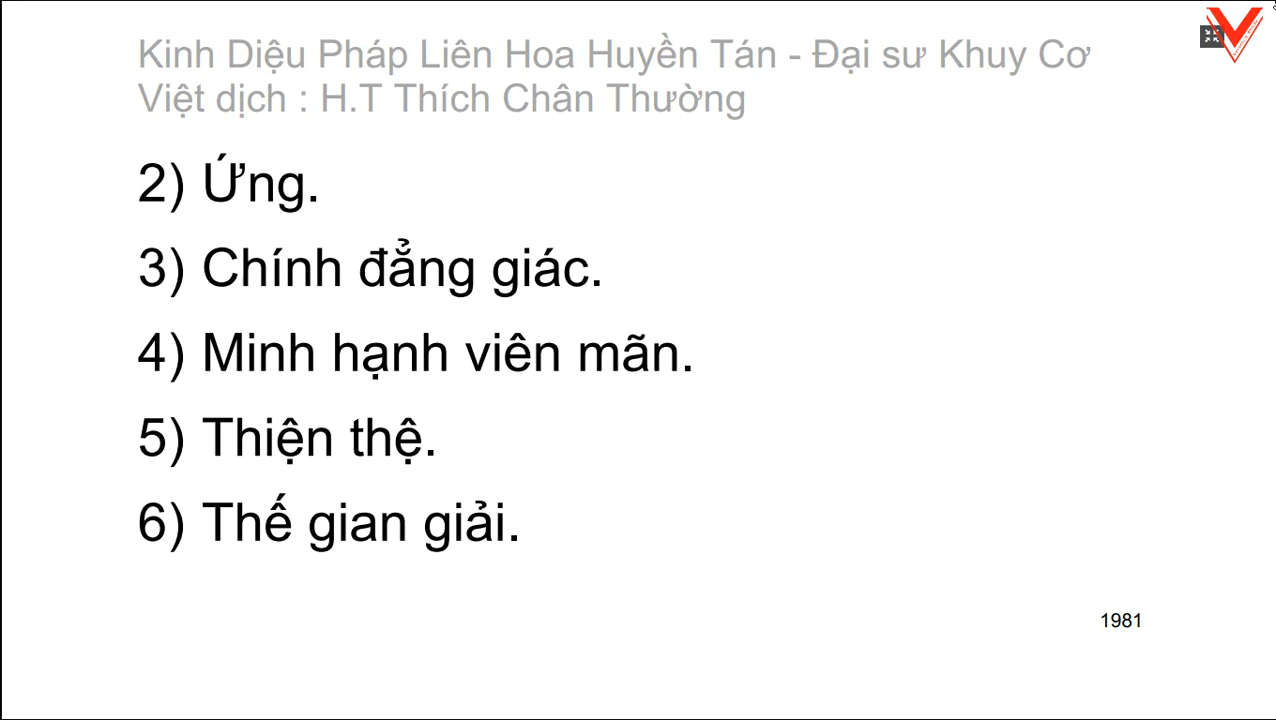 Kinh Diệu Pháp Liên Hoa Huyền Tán - Đại sư Khuy Cơ
Việt dịch : H.T Thích Chân Thường
2) Ứng.
3) Chính đẳng giác.
4) Minh hạnh viên mãn.
5) Thiện thệ.
6) Thế gian giải.
1981